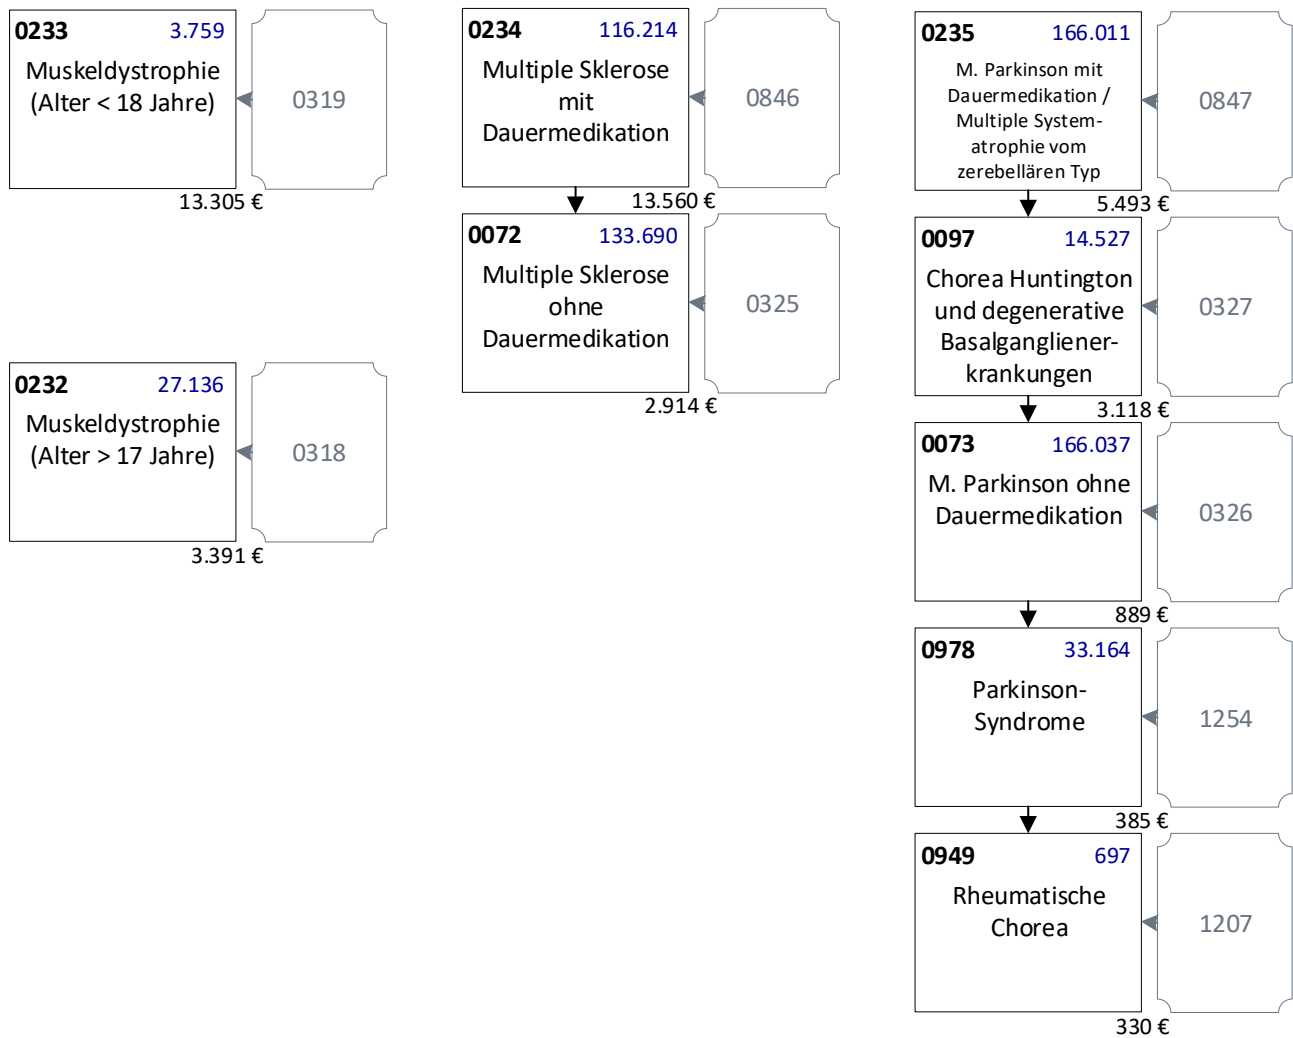 0233 3.759
Muskeldystrophie
(Alter < 18 Jahre)
0319
13.305 €
0232 27.136
Muskeldystrophie
(Alter > 17 Jahre)
0318
3.391 €
0234 116.214
Multiple Sklerose
mit
Dauermedikation
0846
13.560 €
0072 133.690
Multiple Sklerose
ohne
Dauermedikation
0325
2.914 €
0235 166.011
M. Parkinson mit
Dauermedikation /
Multiple System-
atrophie vom
zerebellären Typ
0847
5.493 €
0097 14.527
Chorea Huntington
und degenerative
Basalganglioner-
krankungen
0327
3.118 €
0073 166.037
M. Parkinson ohne
Dauermedikation
0326
889 €
0978 33.164
Parkinson-
Syndrome
1254
385 €
0949 697
Rheumatische
Chorea
1207
330 €